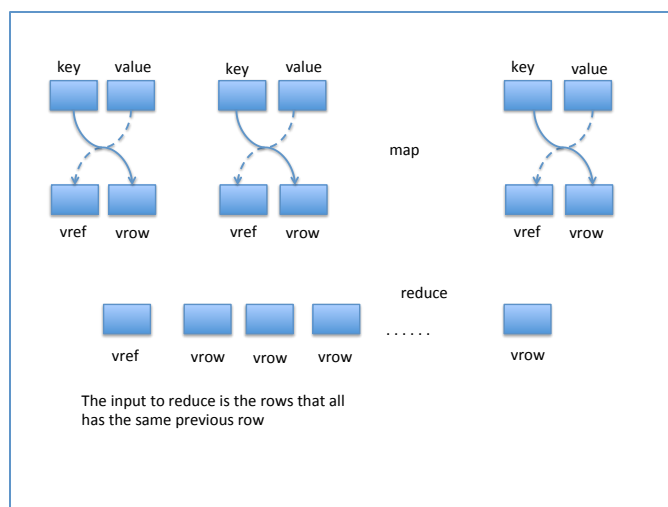 key value key value key value
map
vref vrow vref vrow vref vrow
reduce
......
vref vrow vrow vrow vrow
The input to reduce is the rows that all
has the same previous row